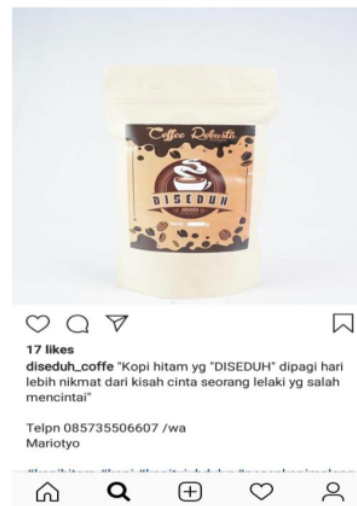 Coffee Robusta
DISEDUH
17 likes
diseduh_coffe "Kopi hitam yg "DISEDUH" dipagi hari
lebih nikmat dari kisah cinta seorang lelaki yg salah
mencintai"
Telpn 085735506607 /wa
Mariotyo